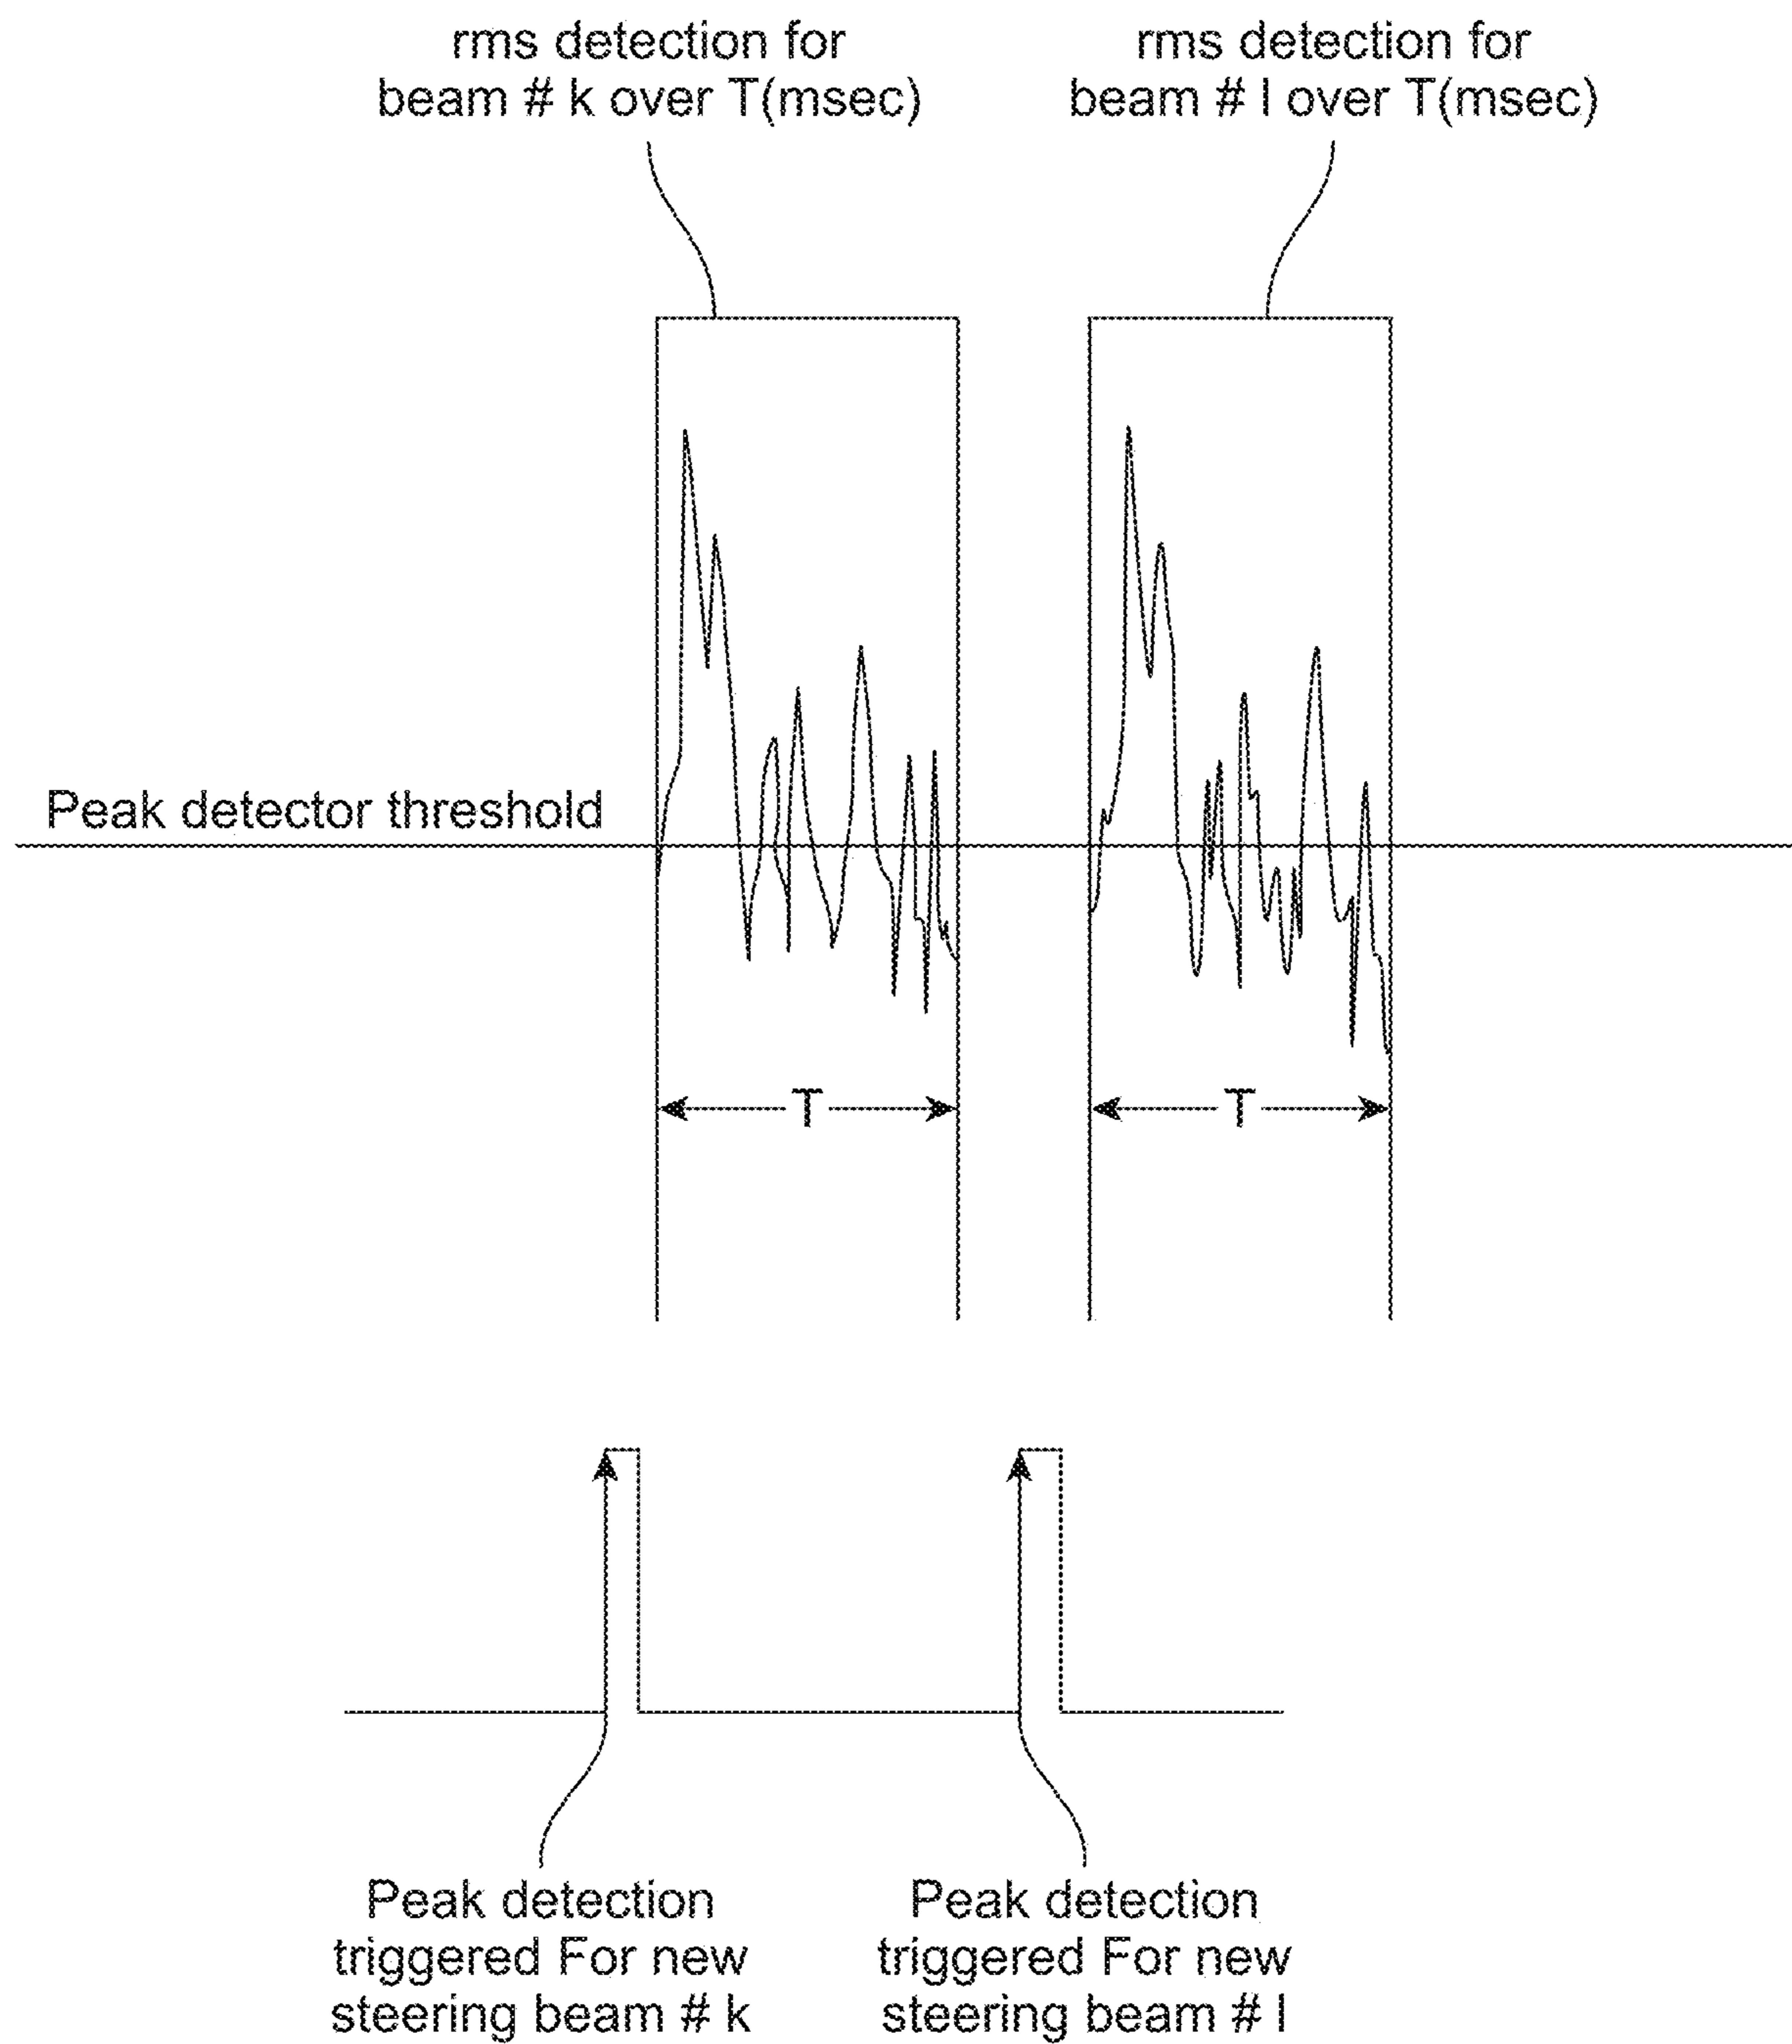 rms detection for
beam # k over T(msec)
rms detection for
beam # l over T(msec)
Peak detector threshold
T
T
Peak detection
triggered For new
steering beam # k
Peak detection
triggered For new
steering beam # l